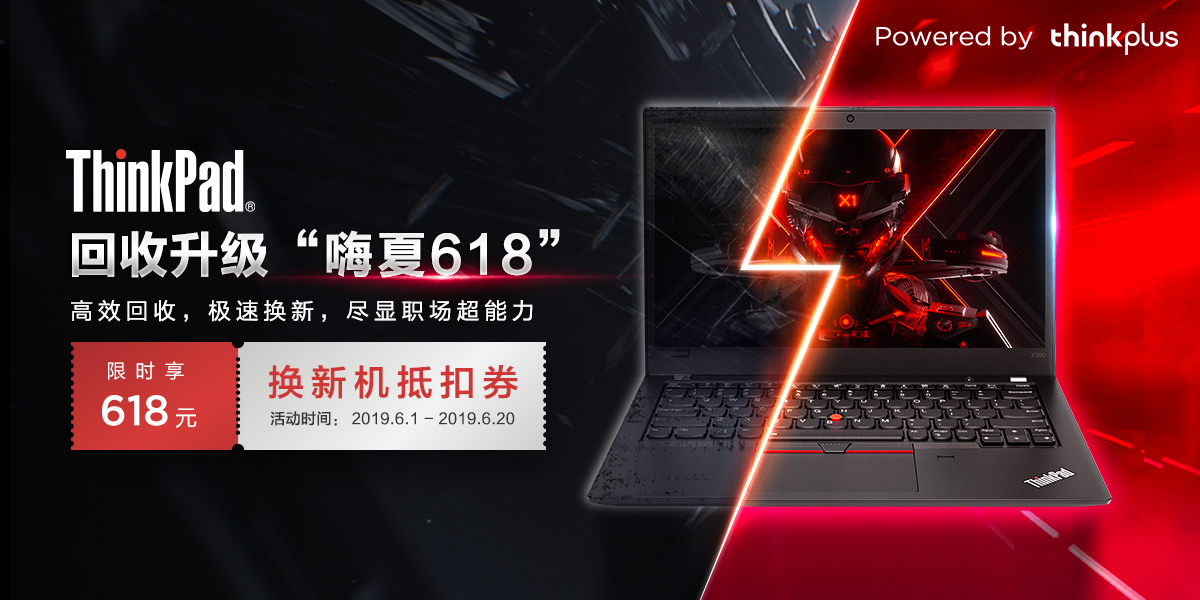 Powered by thinkplus
ThinkPad®
回收升级“嗨夏618”
高效回收，极速换新，尽显职场超能力
限时享
618元
换新机抵扣券
活动时间： 2019.6.1 – 2019.6.20
X1
X390
ThinkPad